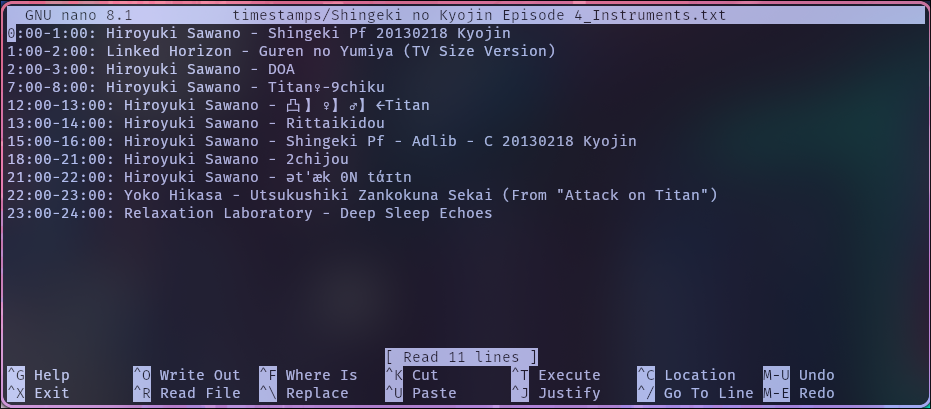 GNU nano 8.1 timestamps/Shingeki no Kyojin Episode 4_Instruments.txt
0:00-1:00: Hiroyuki Sawano - Shingeki Pf 20130218 Kyojin
1:00-2:00: Linked Horizon - Guren no Yumiya (TV Size Version)
2:00-3:00: Hiroyuki Sawano - DOA
7:00-8:00: Hiroyuki Sawano - Titan♀-9chiku
12:00-13:00: Hiroyuki Sawano - 凸】♀】♂】←Titan
13:00-14:00: Hiroyuki Sawano - Rittaikidou
15:00-16:00: Hiroyuki Sawano - Shingeki Pf - Adlib - C 20130218 Kyojin
18:00-21:00: Hiroyuki Sawano - 2chijou
21:00-22:00: Hiroyuki Sawano - ət'æk 0N tάɪtn
22:00-23:00: Yoko Hikasa - Utsukushiki Zankokuna Sekai (From "Attack on Titan")
23:00-24:00: Relaxation Laboratory - Deep Sleep Echoes
[ Read 11 lines ]
^G Help ^O Write Out ^F Where Is ^K Cut ^T Execute ^C Location M-U Undo
^X Exit ^R Read File ^\ Replace ^U Paste ^J Justify ^/ Go To Line M-E Redo